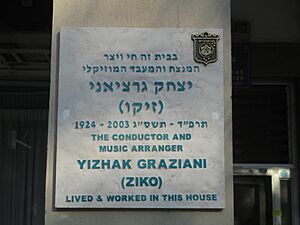 בבית זה חי ויצר
המנצח והמעבד המוזיקלי
יצחק גרציאני
(זיקו)
תרפ״ד - תשס״ג 2003 - 1924
THE CONDUCTOR AND
MUSIC ARRANGER
YIZHAK GRAZIANI
(ZIKO)
LIVED & WORKED IN THIS HOUSE